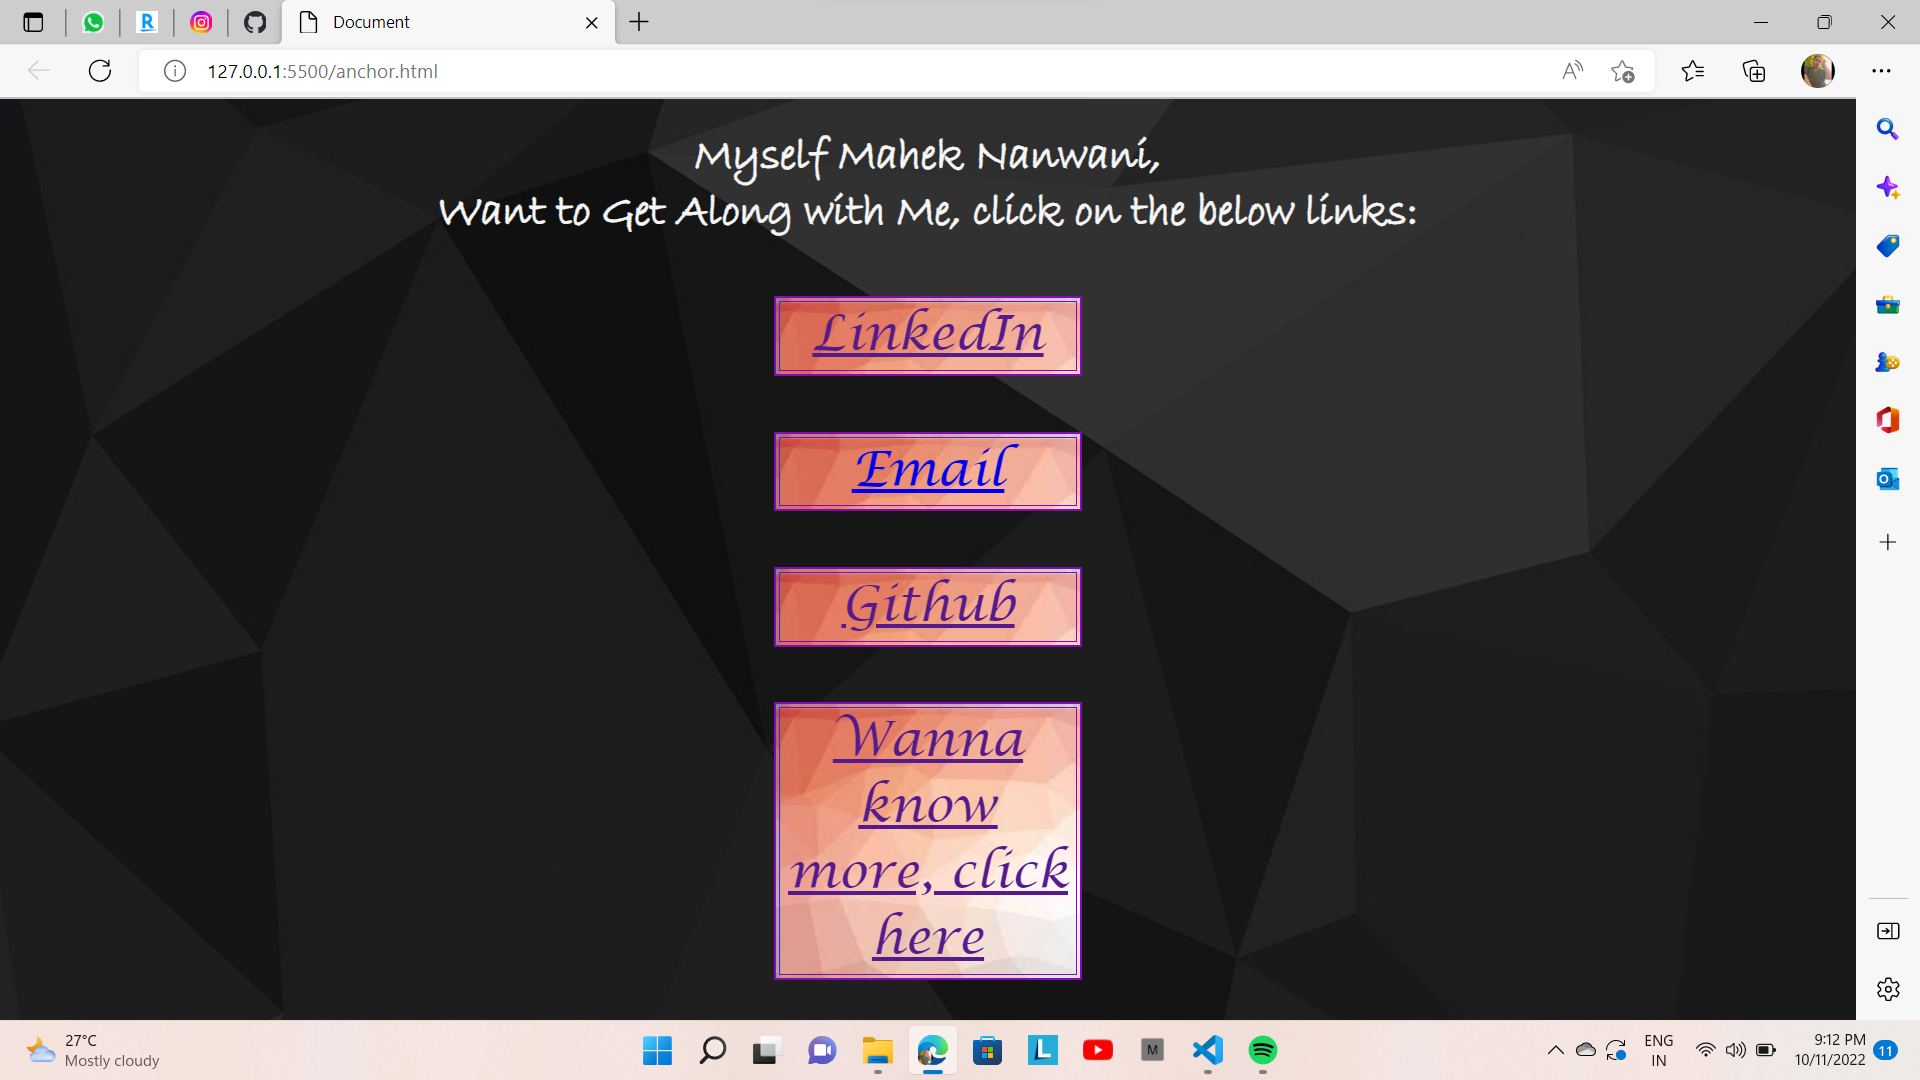 Document
127.0.0.1:5500/anchor.html
Myself Mahek Nanwani,
Want to Get Along with Me, click on the below links:
LinkedIn
Email
Github
Wanna
know
more, click
here
27°C
Mostly cloudy
ENG
IN
9:12 PM
10/11/2022
11